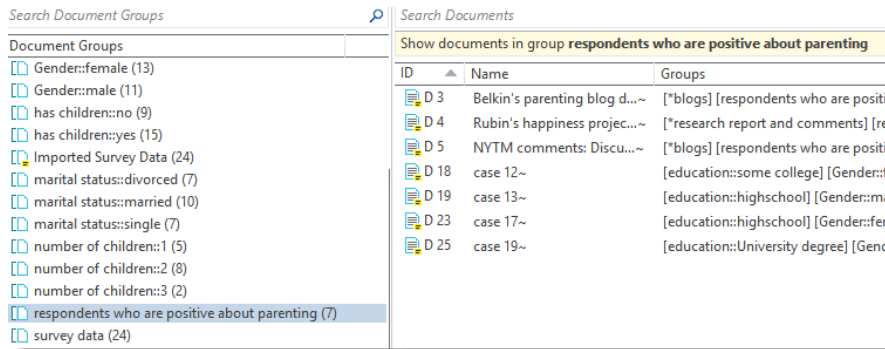 Search Document Groups
Document Groups
Gender::female (13)
Gender::male (11)
has children::no (9)
has children::yes (15)
Imported Survey Data (24)
marital status::divorced (7)
marital status::married (10)
marital status::single (7)
number of children::1 (5)
number of children::2 (8)
number of children::3 (2)
respondents who are positive about parenting (7)
survey data (24)
Search Documents
Show documents in group respondents who are positive about parenting
ID Name Groups
D 3 Belkin's parenting blog d...~ [*blogs] [respondents who are positi
D 4 Rubin's happiness projec...~ [*research report and comments] [re
D 5 NYTM comments: Discu...~ [*blogs] [respondents who are positi
D 18 case 12~ [education::some college] [Gender::f
D 19 case 13~ [education::highschool] [Gender::ma
D 23 case 17~ [education::highschool] [Gender::fer
D 25 case 19~ [education::University degree] [Genc